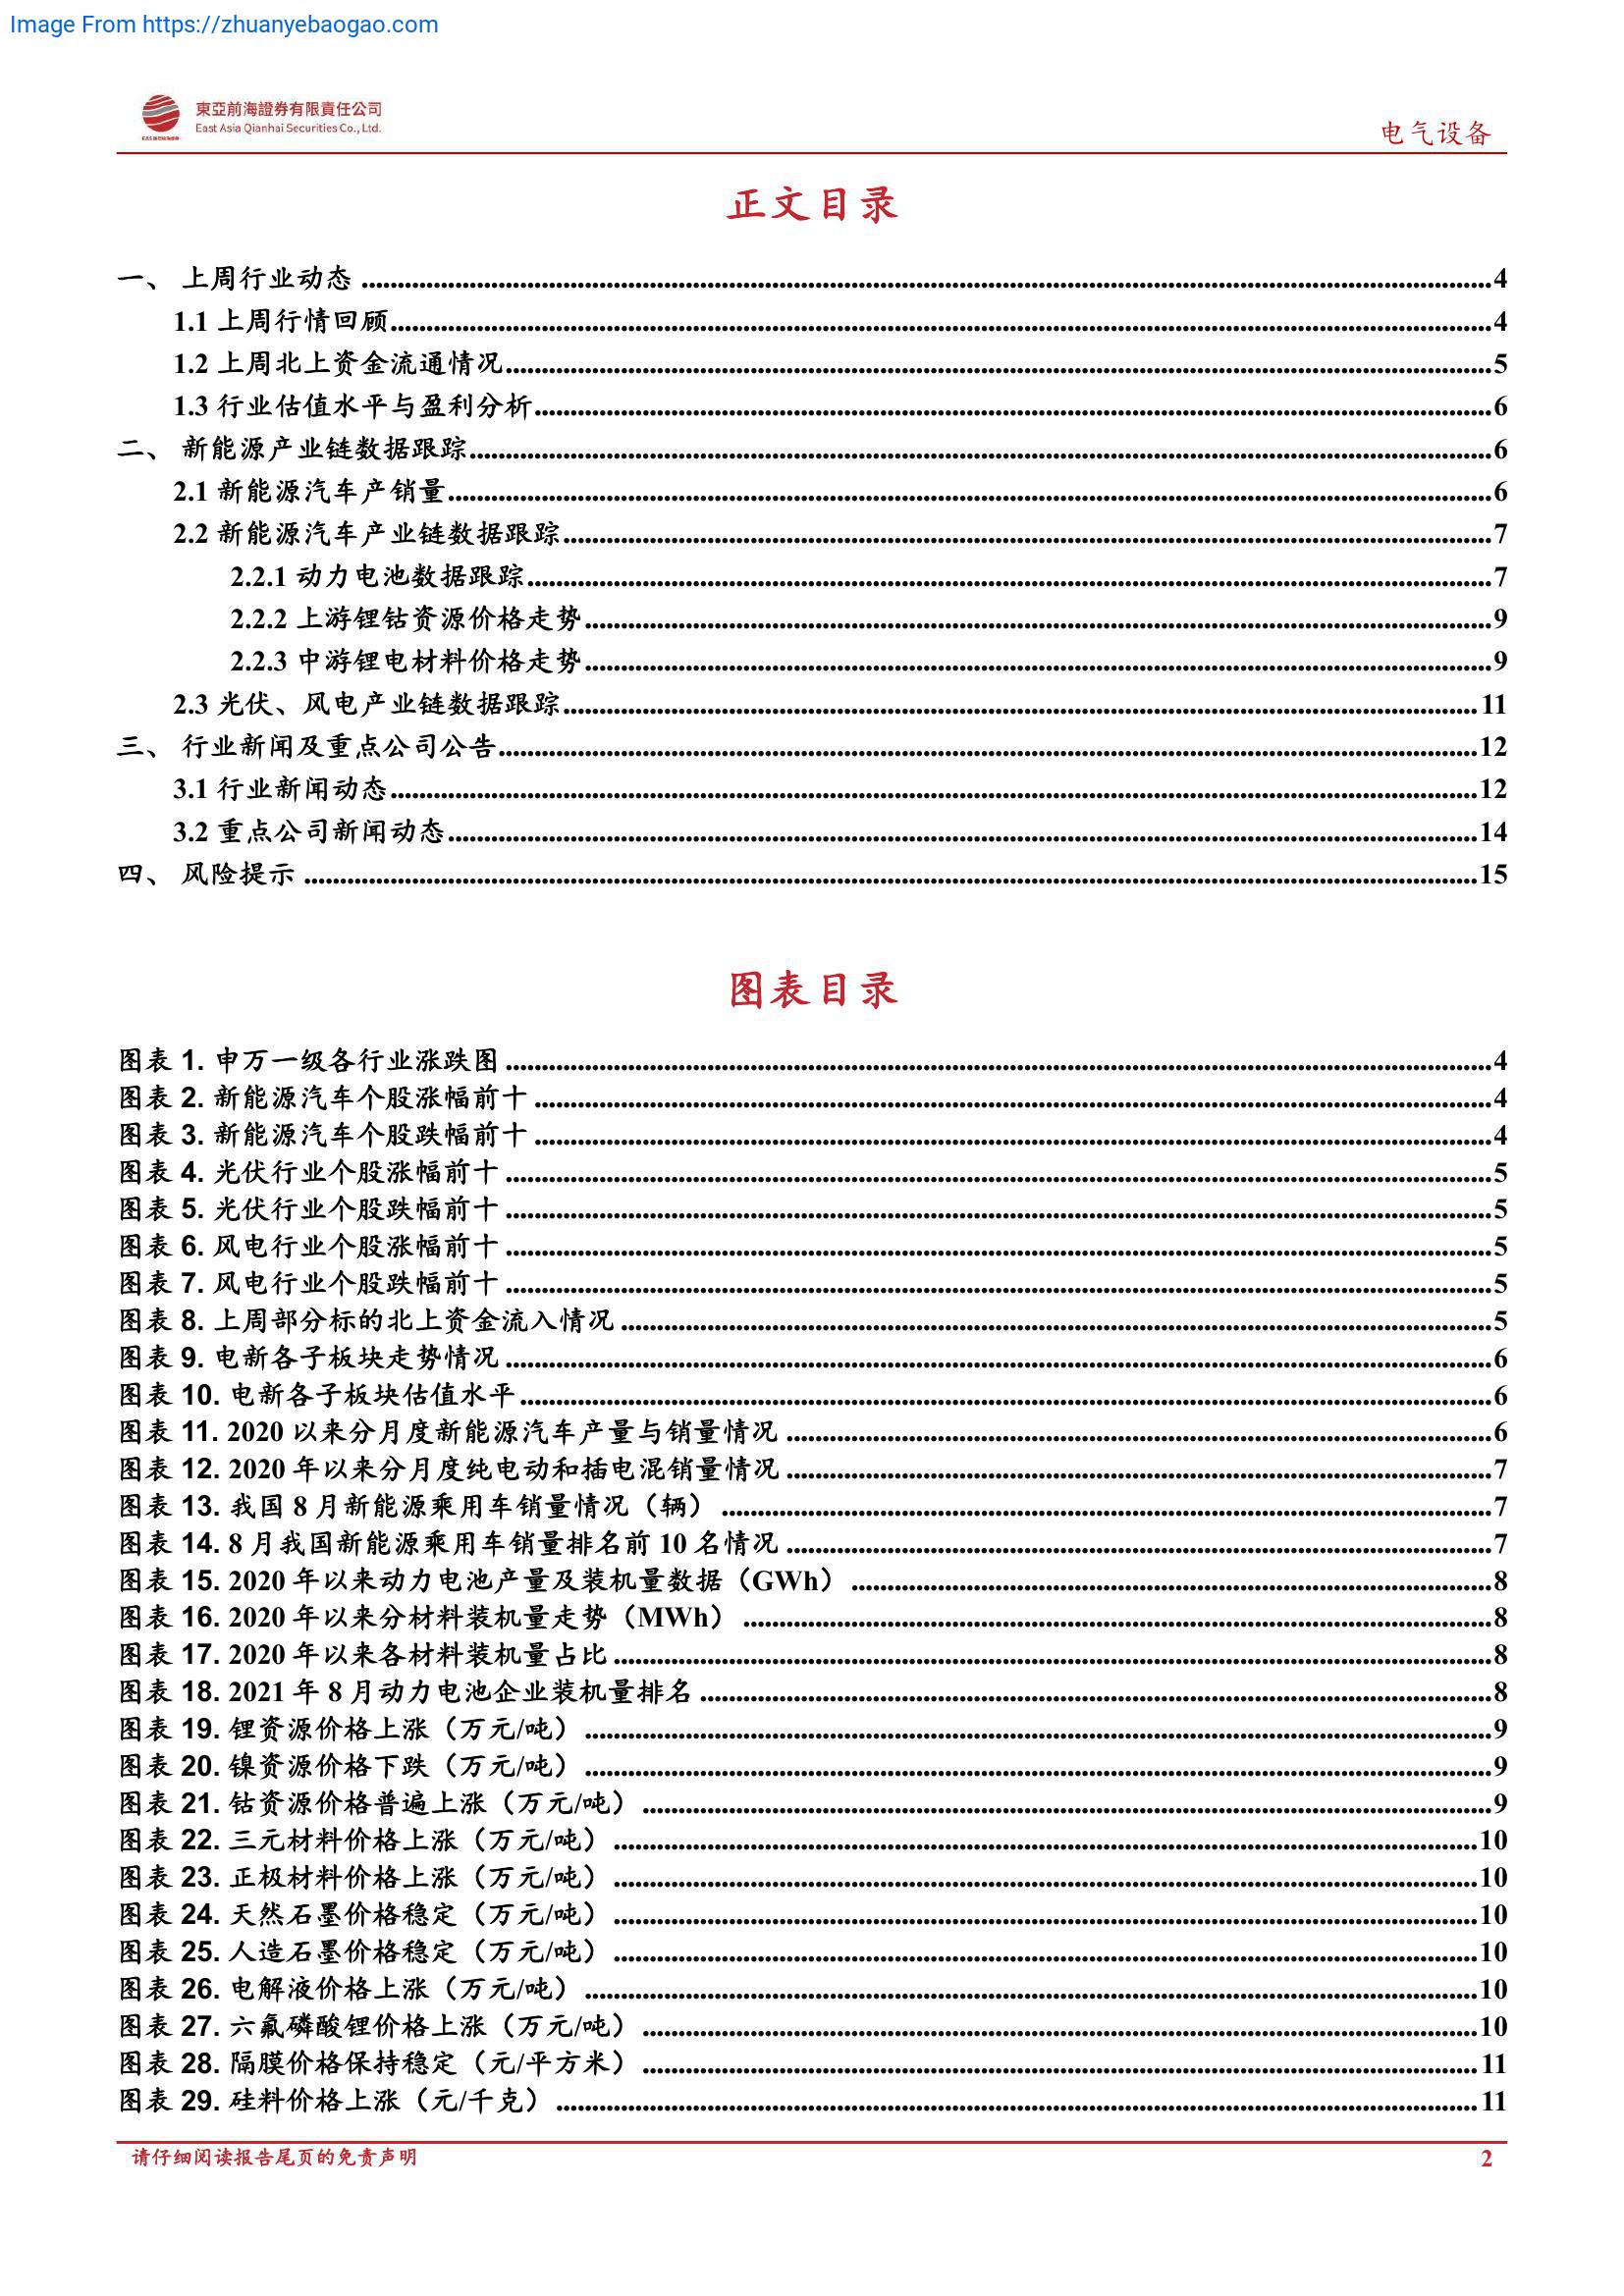 Image From https://zhuanyebaogao.com
東亞前海證券有限責任公司
East Asia Qianhai Securities Co., Ltd.
电气设备
正文目录
一、 上周行业动态 ........ 4
1.1 上周行情回顾 ........ 4
1.2 上周北上资金流通情况 ........ 5
1.3 行业估值水平与盈利分析 ........ 6
二、 新能源产业链数据跟踪 ........ 6
2.1 新能源汽车产销量 ........ 6
2.2 新能源汽车产业链数据跟踪 ........ 7
2.2.1 动力电池数据跟踪 ........ 7
2.2.2 上游锂钴资源价格走势 ........ 9
2.2.3 中游锂电材料价格走势 ........ 9
2.3 光伏、风电产业链数据跟踪 ........ 11
三、 行业新闻及重点公司公告 ........ 12
3.1 行业新闻动态 ........ 12
3.2 重点公司新闻动态 ........ 14
四、 风险提示 ........ 15
图表目录
图表 1. 申万一级各行业涨跌图 ........ 4
图表 2. 新能源汽车个股涨幅前十 ........ 4
图表 3. 新能源汽车个股跌幅前十 ........ 4
图表 4. 光伏行业个股涨幅前十 ........ 5
图表 5. 光伏行业个股跌幅前十 ........ 5
图表 6. 风电行业个股涨幅前十 ........ 5
图表 7. 风电行业个股跌幅前十 ........ 5
图表 8. 上周部分标的北上资金流入情况 ........ 5
图表 9. 电新各子板块走势情况 ........ 6
图表 10. 电新各子板块估值水平 ........ 6
图表 11. 2020 以来分月度新能源汽车产量与销量情况 ........ 6
图表 12. 2020 年以来分月度纯电动和插电混销量情况 ........ 7
图表 13. 我国 8 月新能源乘用车销量情况（辆） ........ 7
图表 14. 8 月我国新能源乘用车销量排名前 10 名情况 ........ 7
图表 15. 2020 年以来动力电池产量及装机量数据（GWh） ........ 8
图表 16. 2020 年以来分材料装机量走势（MWh） ........ 8
图表 17. 2020 年以来各材料装机量占比 ........ 8
图表 18. 2021 年 8 月动力电池企业装机量排名 ........ 8
图表 19. 锂资源价格上涨（万元/吨） ........ 9
图表 20. 镍资源价格下跌（万元/吨） ........ 9
图表 21. 钴资源价格普遍上涨（万元/吨） ........ 9
图表 22. 三元材料价格上涨（万元/吨） ........ 10
图表 23. 正极材料价格上涨（万元/吨） ........ 10
图表 24. 天然石墨价格稳定（万元/吨） ........ 10
图表 25. 人造石墨价格稳定（万元/吨） ........ 10
图表 26. 电解液价格上涨（万元/吨） ........ 10
图表 27. 六氟磷酸锂价格上涨（万元/吨） ........ 10
图表 28. 隔膜价格保持稳定（元/平方米） ........ 11
图表 29. 硅料价格上涨（元/千克） ........ 11
请仔细阅读报告尾页的免责声明
2